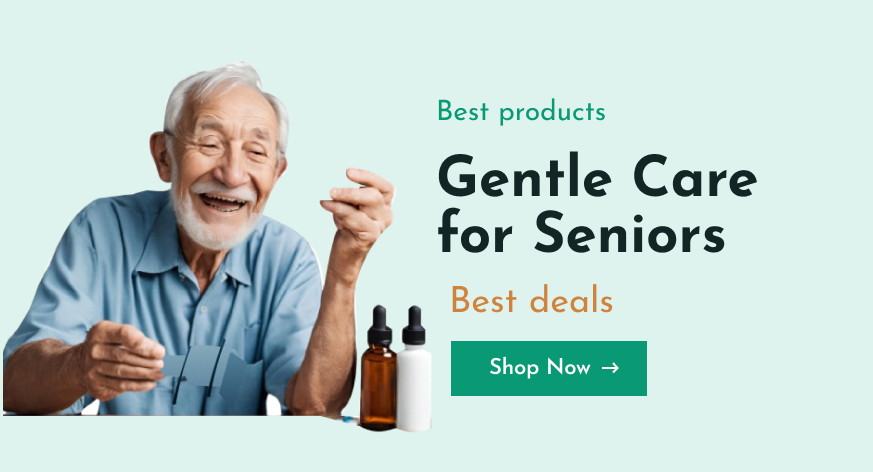 Best products
Gentle Care
for Seniors
Best deals
Shop Now →